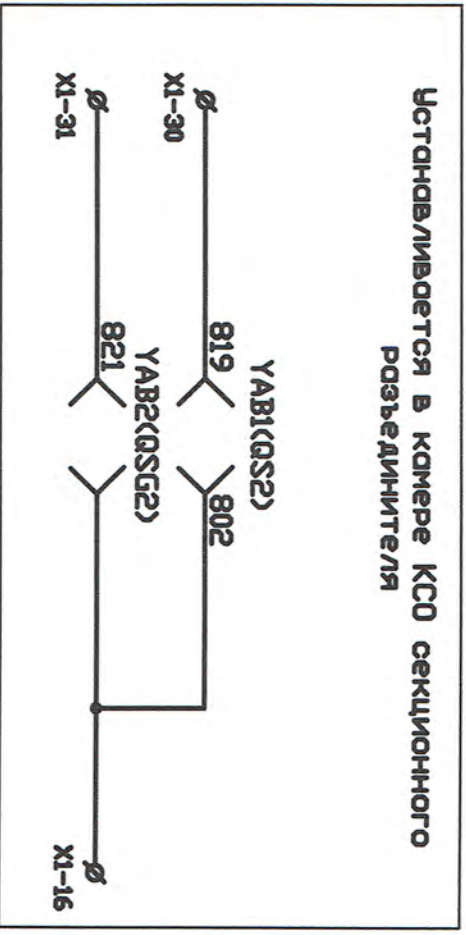 Устанавливается в камере КСО секционного
разъединителя
YAB1(QS2)
X1-30
819
802
YAB2(QSG2)
X1-31
821
X1-16